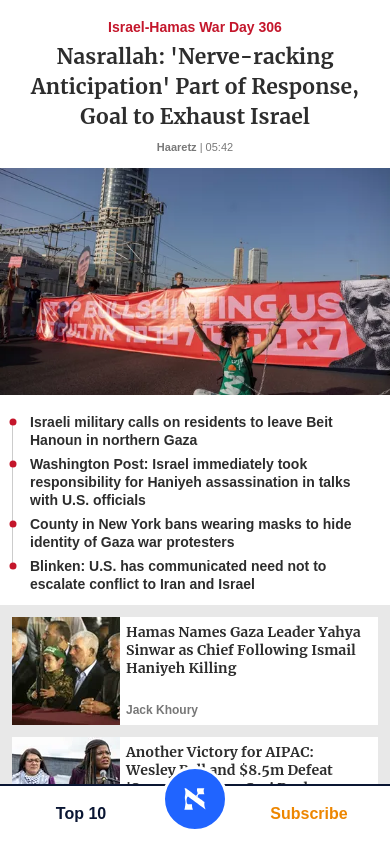 Israel-Hamas War Day 306
Nasrallah: 'Nerve-racking
Anticipation' Part of Response,
Goal to Exhaust Israel
Haaretz | 05:42
BULLSHITTING US
Israeli military calls on residents to leave Beit
Hanoun in northern Gaza
Washington Post: Israel immediately took
responsibility for Haniyeh assassination in talks
with U.S. officials
County in New York bans wearing masks to hide
identity of Gaza war protesters
Blinken: U.S. has communicated need not to
escalate conflict to Iran and Israel
Hamas Names Gaza Leader Yahya
Sinwar as Chief Following Ismail
Haniyeh Killing
Jack Khoury
Another Victory for AIPAC:
Wesley Bell and $8.5m Defeat
Top 10
Subscribe